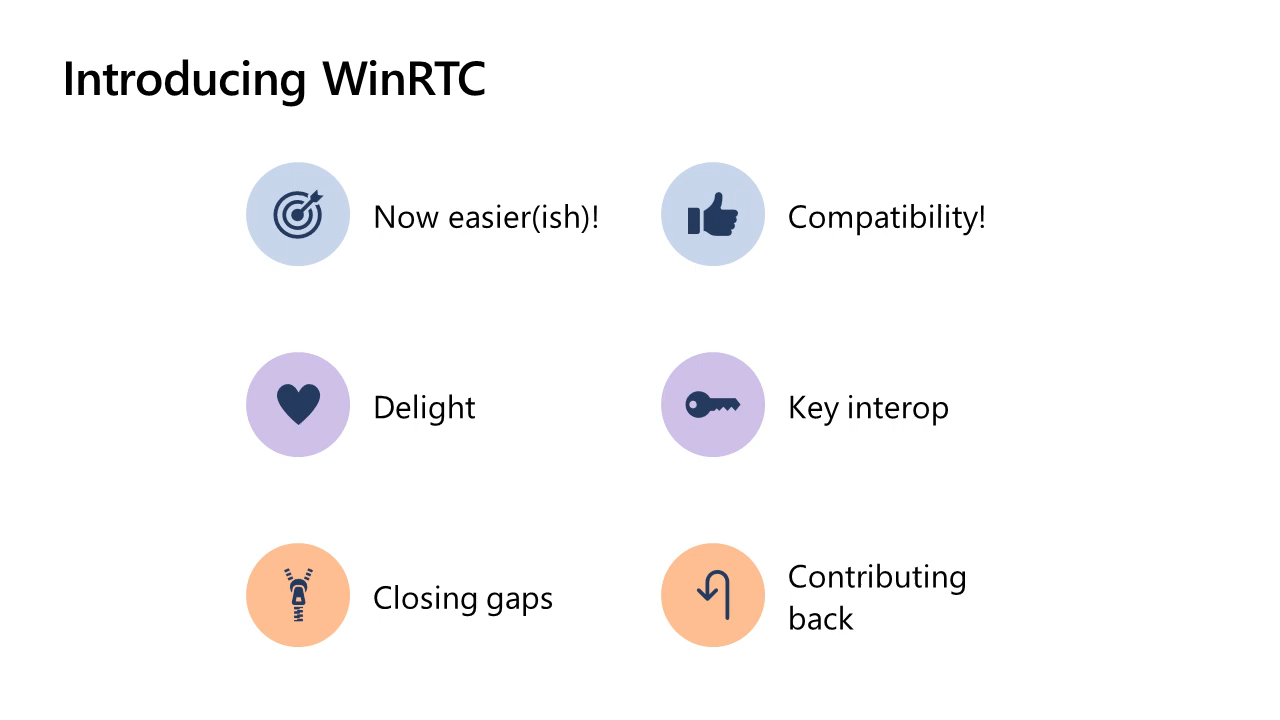 Introducing WinRTC
Now easier(ish)!
Compatibility!
Delight
Key interop
Closing gaps
Contributing
back